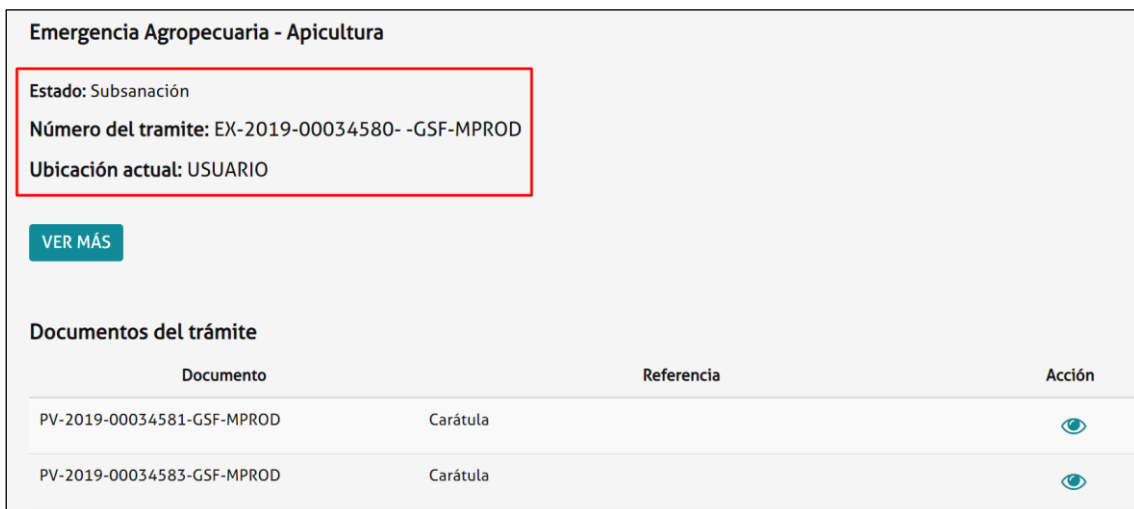 Emergencia Agropecuaria - Apicultura
Estado: Subsanación
Número del tramite: EX-2019-00034580- -GSF-MPROD
Ubicación actual: USUARIO
VER MÁS
Documentos del trámite
Documento Referencia Acción
PV-2019-00034581-GSF-MPROD Carátula
PV-2019-00034583-GSF-MPROD Carátula